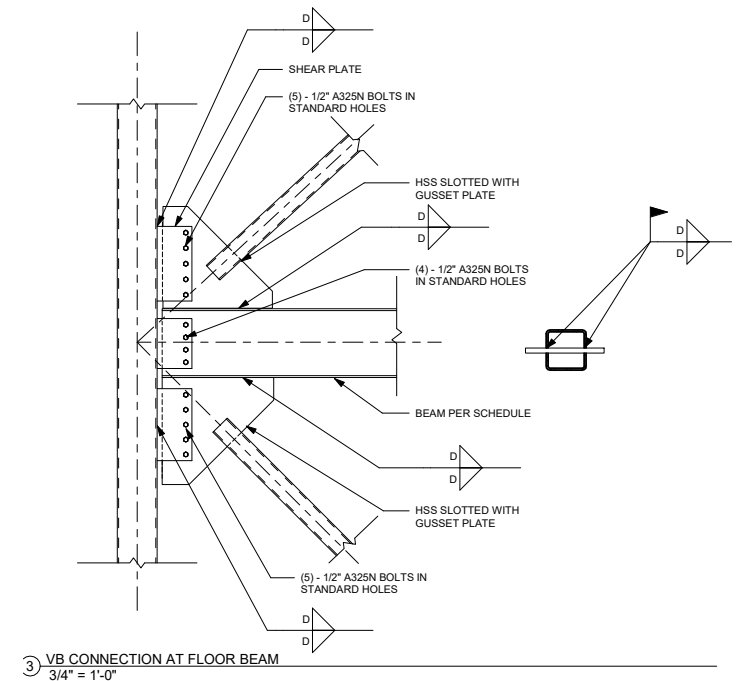 D
D
SHEAR PLATE
(5) - 1/2" A325N BOLTS IN
STANDARD HOLES
HSS SLOTTED WITH
GUSSET PLATE
D
D
D
D
(4) - 1/2" A325N BOLTS
IN STANDARD HOLES
BEAM PER SCHEDULE
D
D
HSS SLOTTED WITH
GUSSET PLATE
(5) - 1/2" A325N BOLTS IN
STANDARD HOLES
D
D
3 VB CONNECTION AT FLOOR BEAM
3/4" = 1'-0"